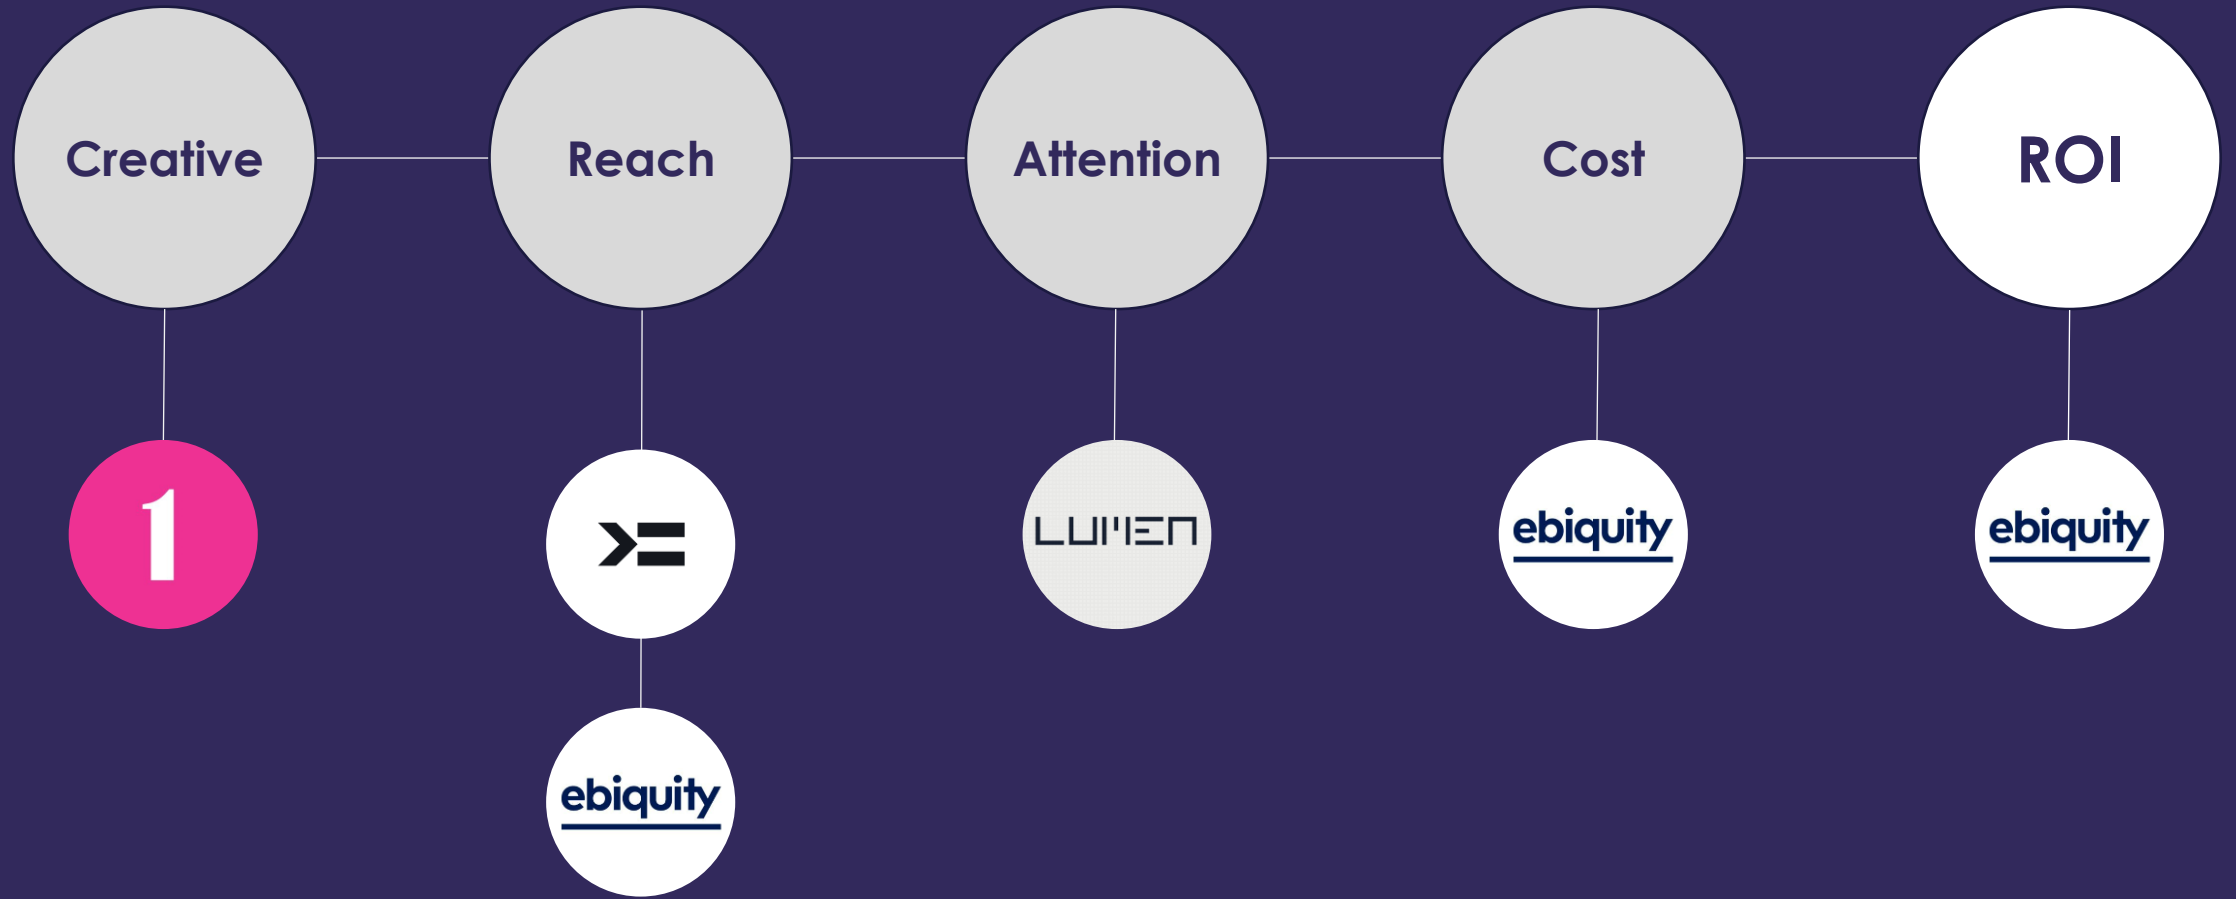 Creative
Reach
Attention
Cost
ROI
1
LUMEN
ebiquity
ebiquity
ebiquity